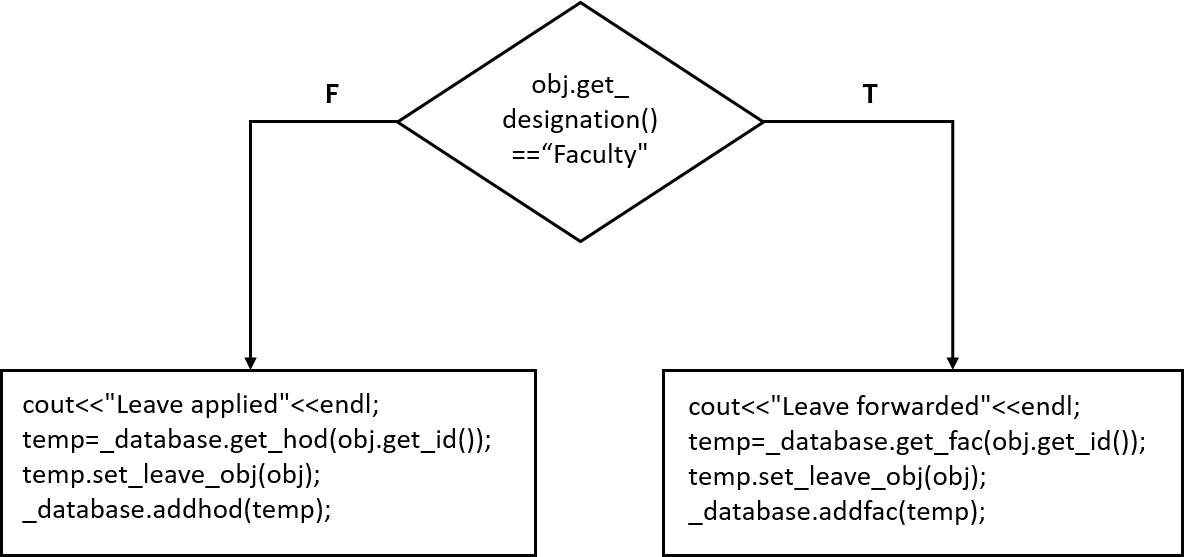 obj.get_
designation()
==“Faculty"
F
T
cout<<"Leave applied"<<endl;
temp=_database.get_hod(obj.get_id());
temp.set_leave_obj(obj);
_database.addhod(temp);
cout<<"Leave forwarded"<<endl;
temp=_database.get_fac(obj.get_id());
temp.set_leave_obj(obj);
_database.addfac(temp);